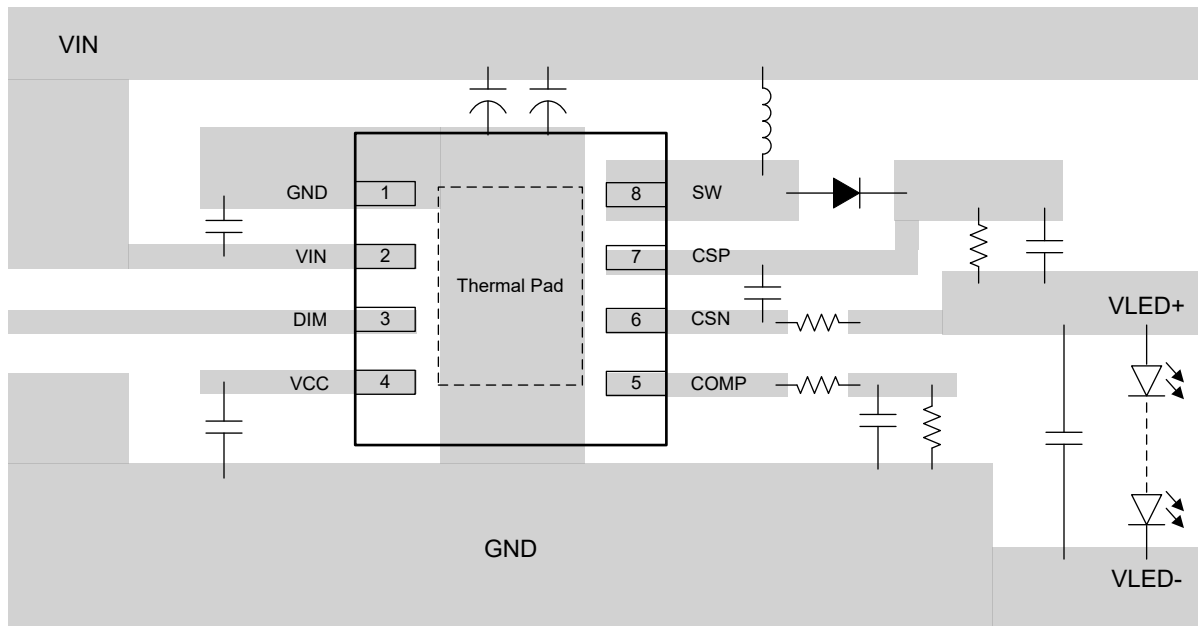 VIN
GND 1
8 SW
VIN 2
7 CSP
Thermal Pad
DIM 3
6 CSN
VLED+
VCC 4
5 COMP
GND
VLED-